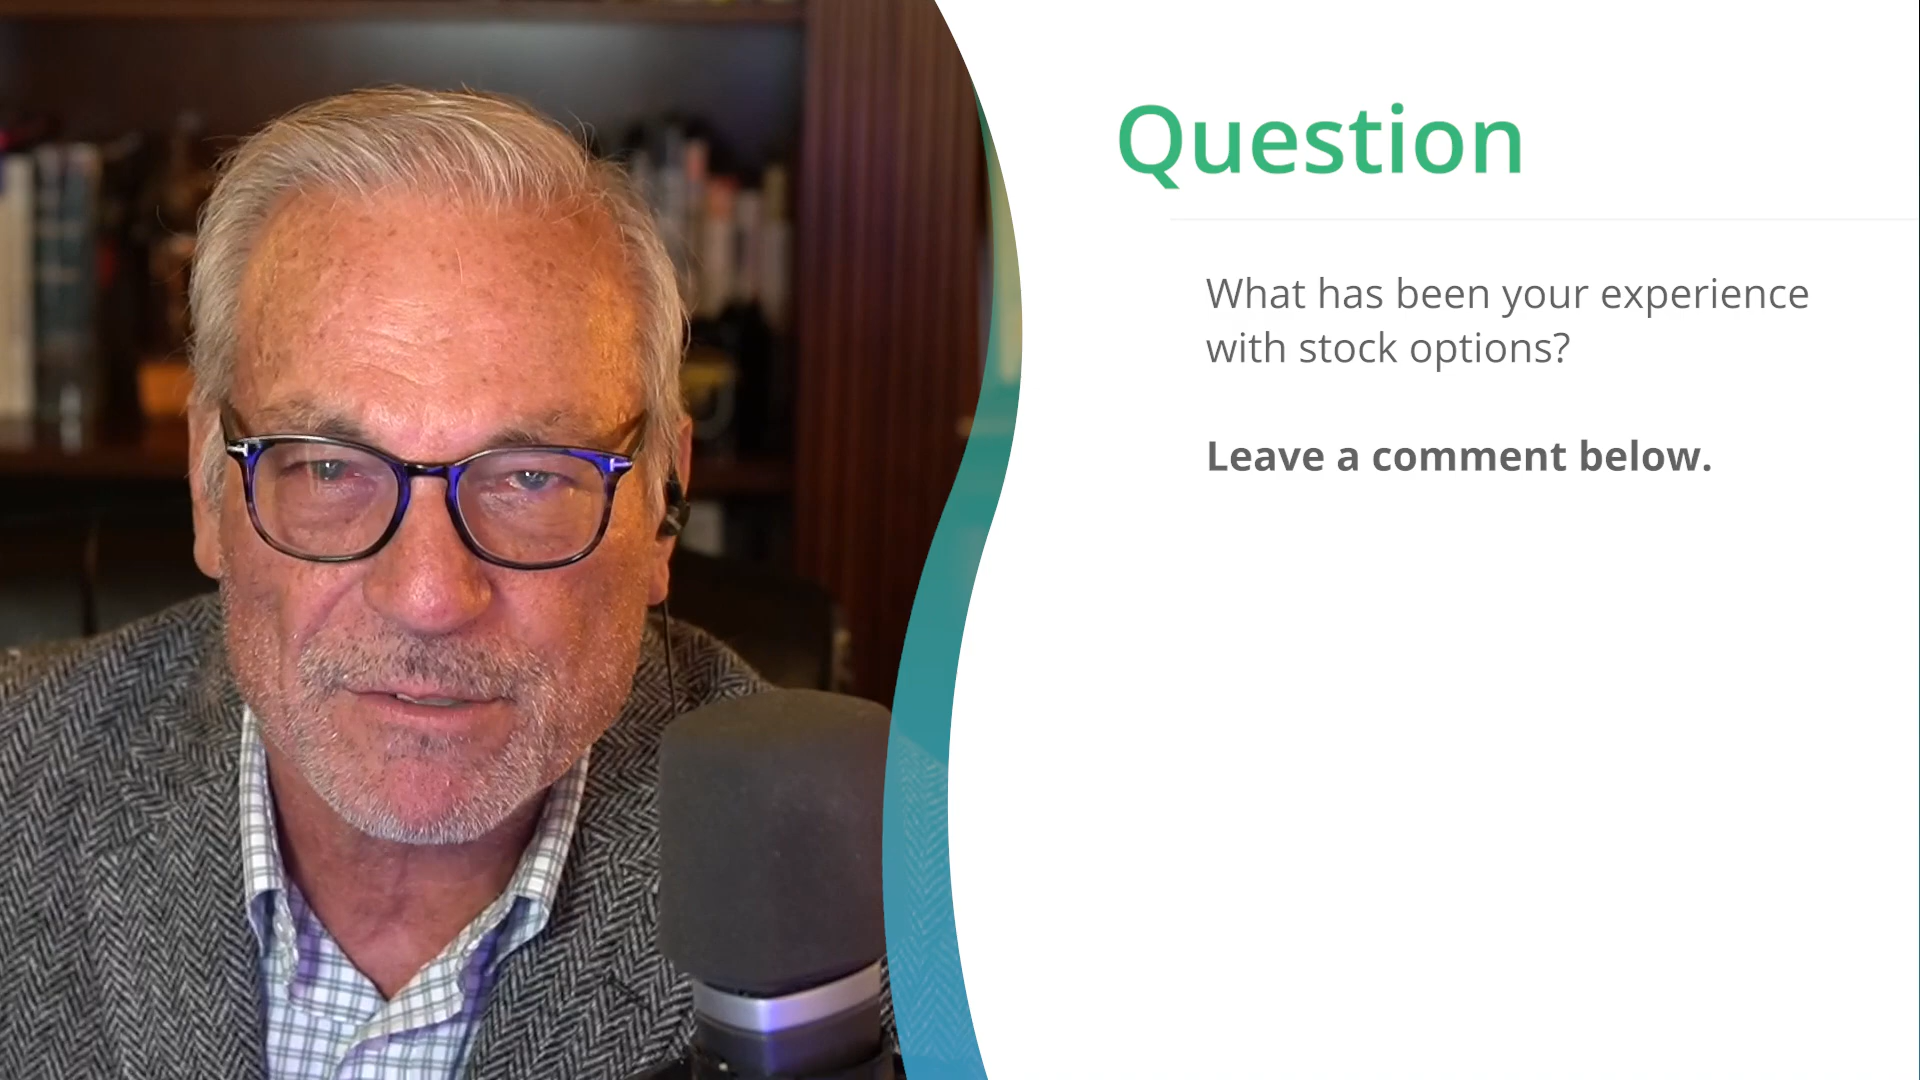 Question
What has been your experience
with stock options?
Leave a comment below.